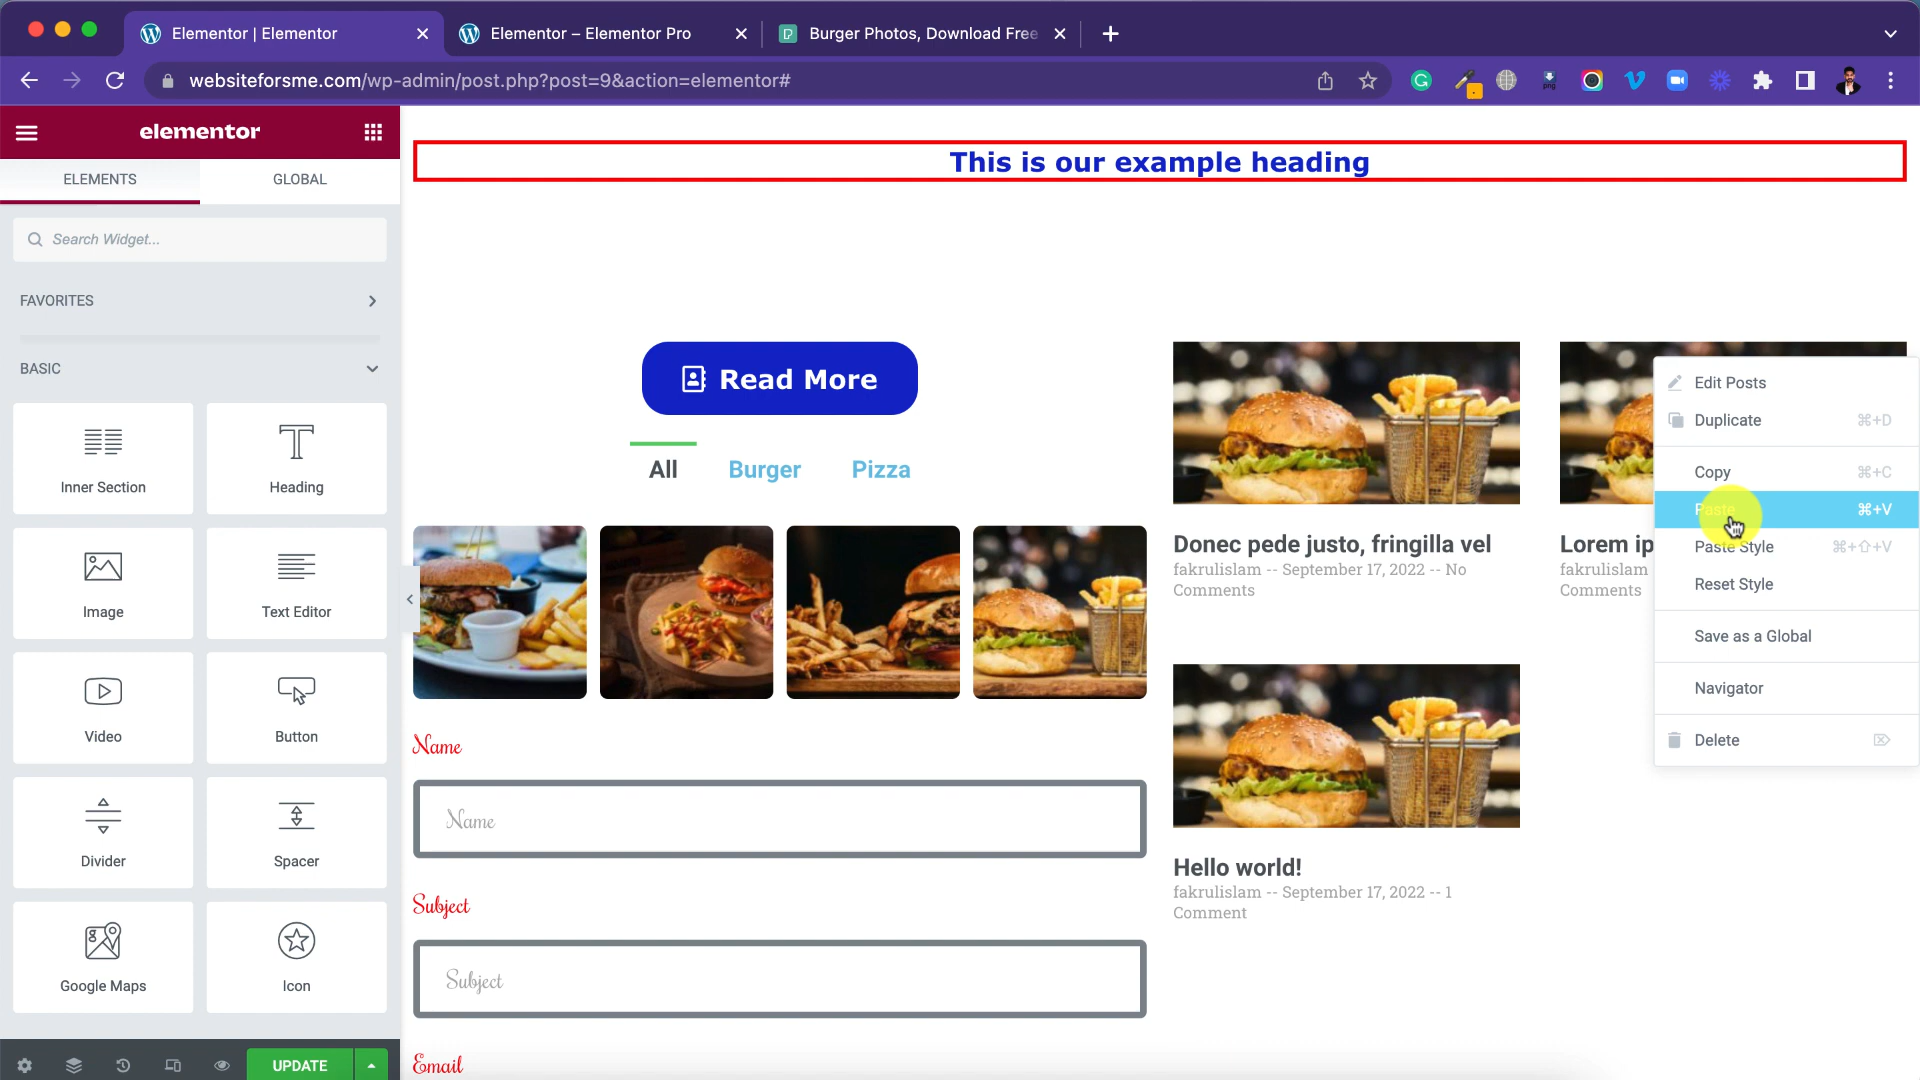 Elementor | Elementor
Elementor – Elementor Pro
Burger Photos, Download Free
websiteforsme.com/wp-admin/post.php?post=9&action=elementor#
elementor
ELEMENTS
GLOBAL
Search Widget...
FAVORITES
BASIC
Inner Section
Heading
Image
Text Editor
Video
Button
Divider
Spacer
Google Maps
Icon
UPDATE
This is our example heading
Read More
All
Burger
Pizza
Name
Name
Subject
Subject
Email
Donec pede justo, fringilla vel
fakrulislam -- September 17, 2022 -- No
Comments
Hello world!
fakrulislam -- September 17, 2022 -- 1
Comment
Lorem ip
fakrulislam
Comments
Edit Posts
Duplicate ⌘+D
Copy ⌘+C
Paste ⌘+V
Paste Style ⌘+⇧+V
Reset Style
Save as a Global
Navigator
Delete